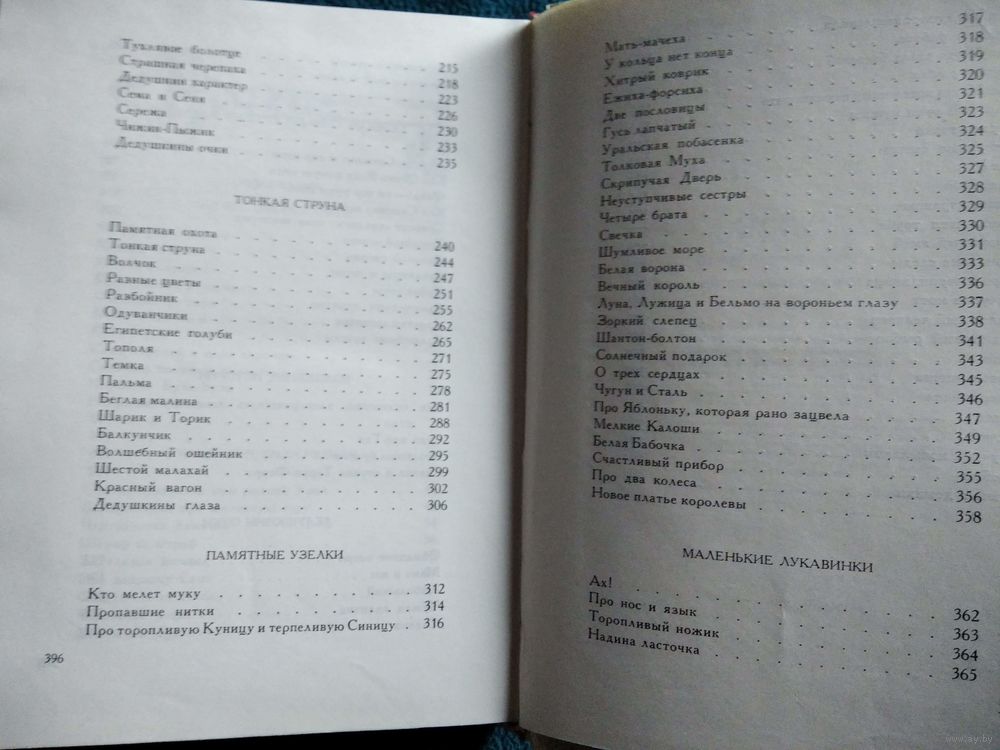 Тухлявое болотце . . . 215
Страшная черепаха . . . 218
Дедушкин характер . . . 223
Сема и Сеня . . . 226
Сережа . . . 230
Чижик-Пыжик . . . 233
Дедушкины очки . . . 235
ТОНКАЯ СТРУНА
Памятная охота . . . 240
Тонкая струна . . . 244
Волчок . . . 247
Разные цветы . . . 251
Разбойник . . . 255
Одуванчики . . . 262
Египетские голуби . . . 265
Тополя . . . 271
Темка . . . 275
Пальма . . . 278
Беглая малина . . . 281
Шарик и Торик . . . 288
Балкунчик . . . 292
Волшебный ошейник . . . 295
Шестой малахай . . . 299
Красный вагон . . . 302
Дедушкины глаза . . . 306
ПАМЯТНЫЕ УЗЕЛКИ
Кто мелет муку . . . 312
Пропавшие нитки . . . 314
Про торопливую Куницу и терпеливую Синицу . 316
396
Мать-мачеха . . . 317
У кольца нет конца . . . 318
Хитрый коврик . . . 319
Ежиха-форсиха . . . 320
Две пословицы . . . 321
Гусь лапчатый . . . 323
Уральская побасенка . . . 324
Толковая Муха . . . 325
Скрипучая Дверь . . . 327
Неуступчивые сестры . . . 328
Четыре брата . . . 329
Свечка . . . 330
Шумливое море . . . 331
Белая ворона . . . 333
Вечный король . . . 336
Луна, Лужица и Бельмо на вороньем глазу . . 337
Зоркий слепец . . . 338
Шантон-болтон . . . 341
Солнечный подарок . . . 343
О трех сердцах . . . 345
Чугун и Сталь . . . 346
Про Яблоньку, которая рано зацвела . . . 347
Мелкие Калоши . . . 349
Белая Бабочка . . . 352
Счастливый прибор . . . 355
Про два колеса . . . 356
Новое платье королевы . . . 358
МАЛЕНЬКИЕ ЛУКАВИНКИ
Ах! . . . 362
Про нос и язык . . . 363
Торопливый ножик . . . 364
Надина ласточка . . . 365
www.ay.by